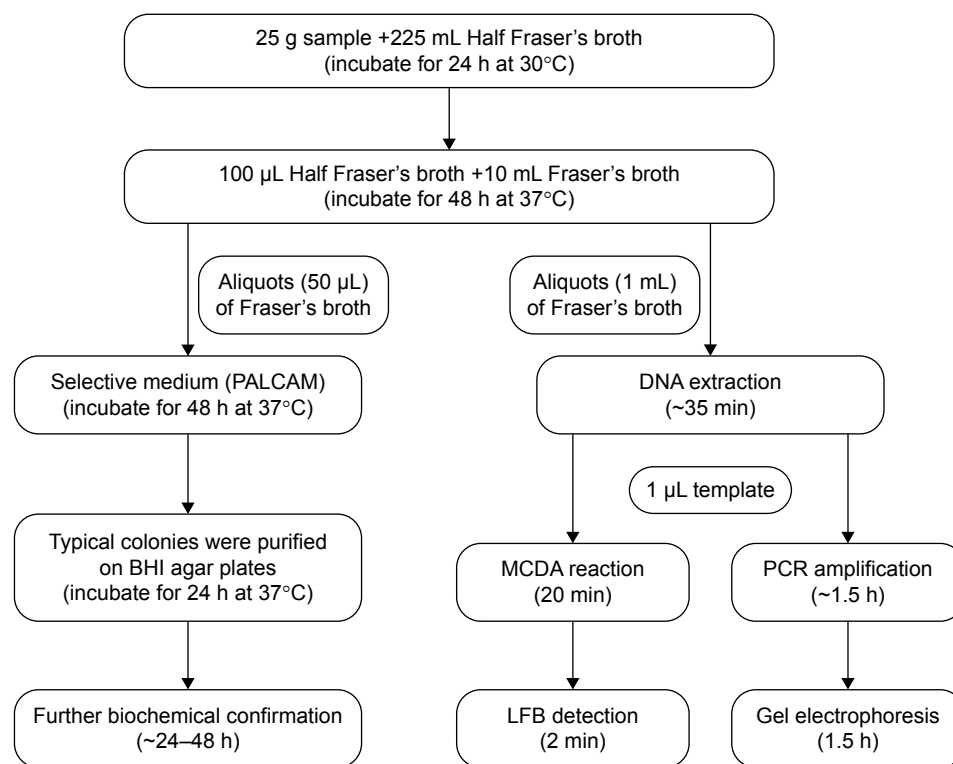 25 g sample +225 mL Half Fraser’s broth
(incubate for 24 h at 30°C)
100 µL Half Fraser’s broth +10 mL Fraser’s broth
(incubate for 48 h at 37°C)
Aliquots (50 µL)
of Fraser’s broth
Aliquots (1 mL)
of Fraser’s broth
Selective medium (PALCAM)
(incubate for 48 h at 37°C)
DNA extraction
(~35 min)
1 µL template
Typical colonies were purified
on BHI agar plates
(incubate for 24 h at 37°C)
MCDA reaction
(20 min)
PCR amplification
(~1.5 h)
Further biochemical confirmation
(~24–48 h)
LFB detection
(2 min)
Gel electrophoresis
(1.5 h)